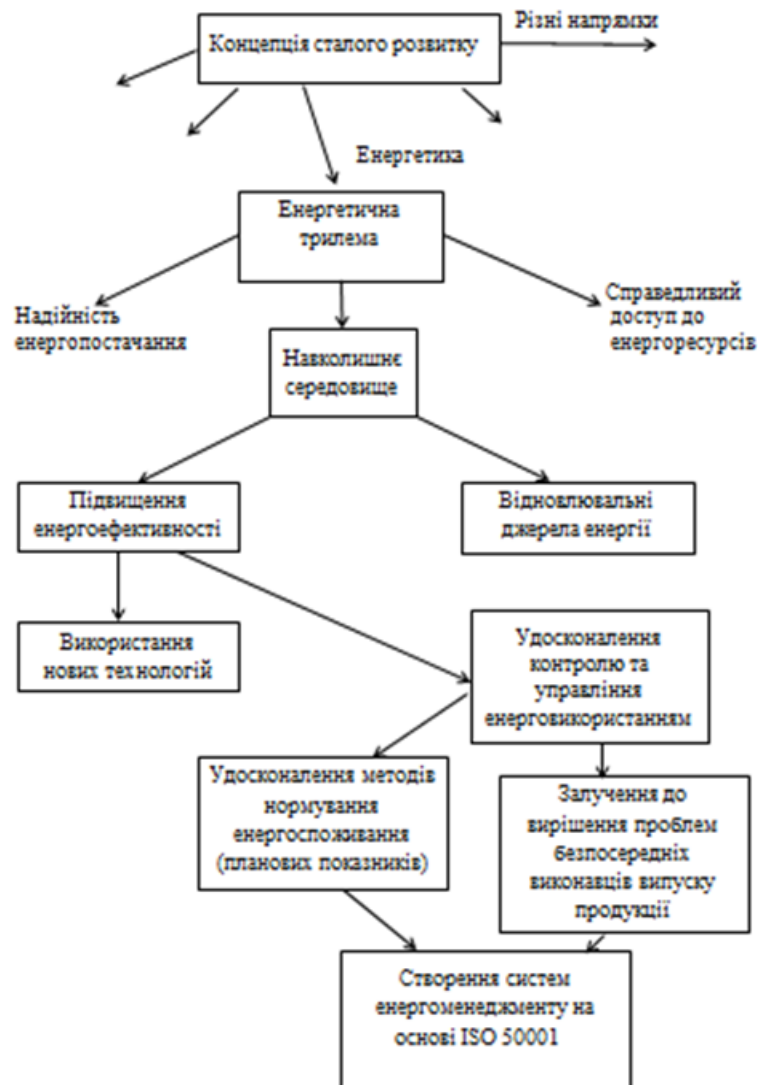 Різні напрямки
Концепція сталого розвитку
Енергетика
Енергетична
трилема
Надійність
енергопостачання
Справедливий
доступ до
енергоресурсів
Навколишнє
середовище
Підвищення
енергоефективності
Відновлювальні
джерела енергії
Використання
нових технологій
Удосконалення
контролю та
управління
енерговикористанням
Удосконалення методів
нормування
енергоспоживання
(планових показників)
Залучення до
вирішення проблем
безпосередніх
виконавців випуску
продукції
Створення систем
енергоменеджменту на
основі ISO 50001